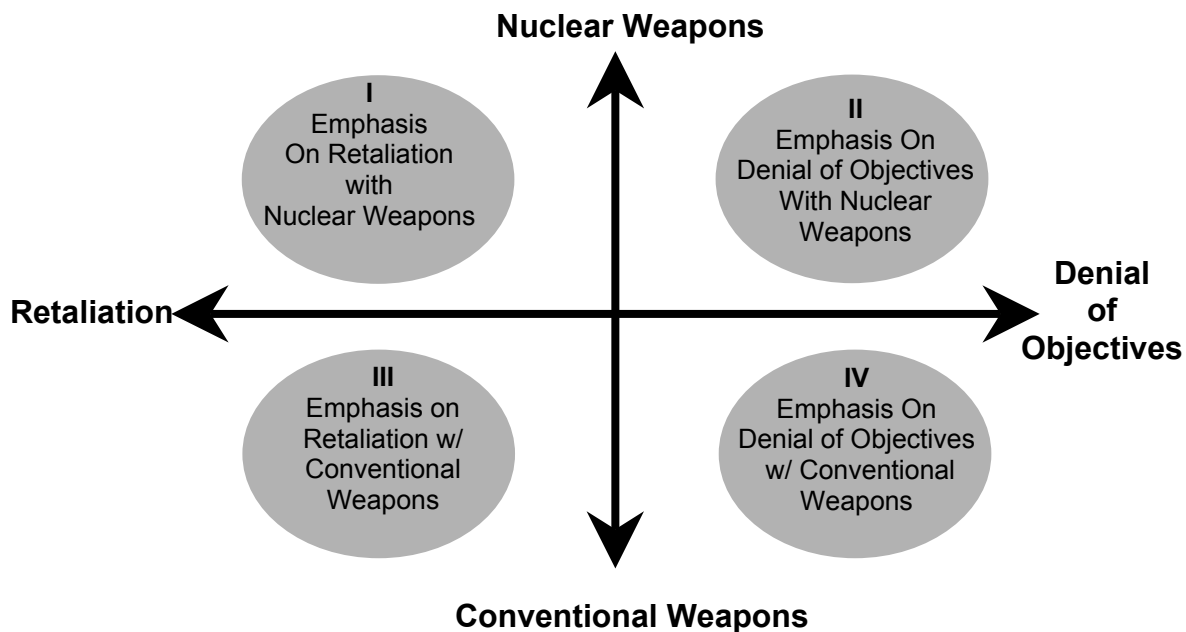 Nuclear Weapons
I
Emphasis
On Retaliation
with
Nuclear Weapons
II
Emphasis On
Denial of Objectives
With Nuclear
Weapons
Retaliation
Denial
of
Objectives
III
Emphasis on
Retaliation w/
Conventional
Weapons
IV
Emphasis On
Denial of Objectives
w/ Conventional
Weapons
Conventional Weapons